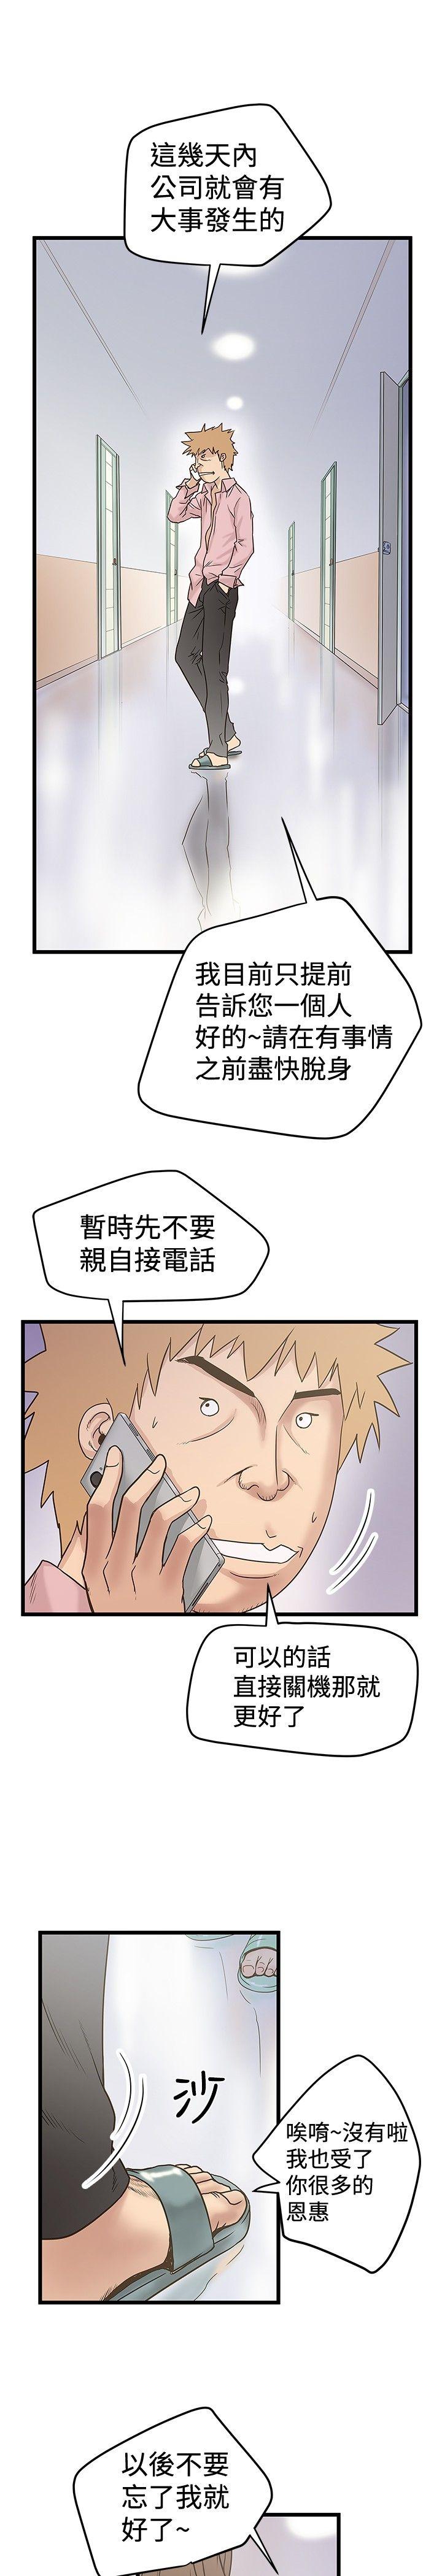 這幾天內
公司就會有
大事發生的
我目前只提前
告訴您一個人
好的~請在有事情
之前盡快脫身
暫時先不要
親自接電話
可以的話
直接關機那就
更好了
沙
唉唷~沒有啦
我也受了
你很多的
恩惠
以後不要
忘了我就
好了~